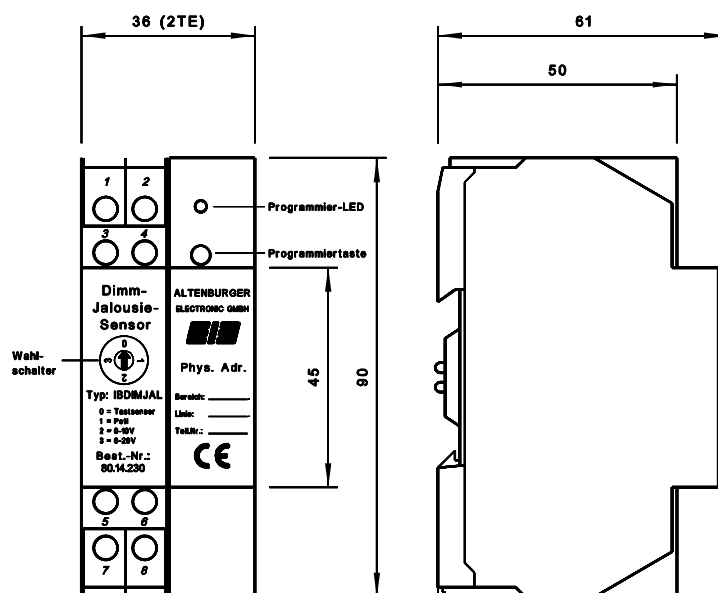 36 (2TE)
61
50
1 2
3 4
Programmier-LED
Programmiertaste
Dimm-
Jalousie-
Sensor
0
1
2
3
Wahl-
schalter
Typ: IBDIMJAL
0 = Tastsensor
1 = Poti
2 = 0-10V
3 = 0-20V
Best.-Nr.:
80.14.230
ALTENBURGER
ELECTRONIC GMBH
EIB
Phys. Adr.
Bereich:
Linie:
Teil.Nr.:
CE
45
90
5 6
7 8